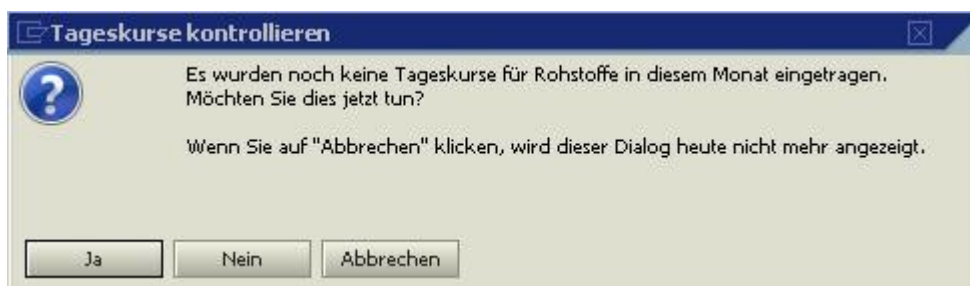 Tageskurse kontrollieren
Es wurden noch keine Tageskurse für Rohstoffe in diesem Monat eingetragen.
Möchten Sie dies jetzt tun?
Wenn Sie auf "Abbrechen" klicken, wird dieser Dialog heute nicht mehr angezeigt.
Ja Nein Abbrechen